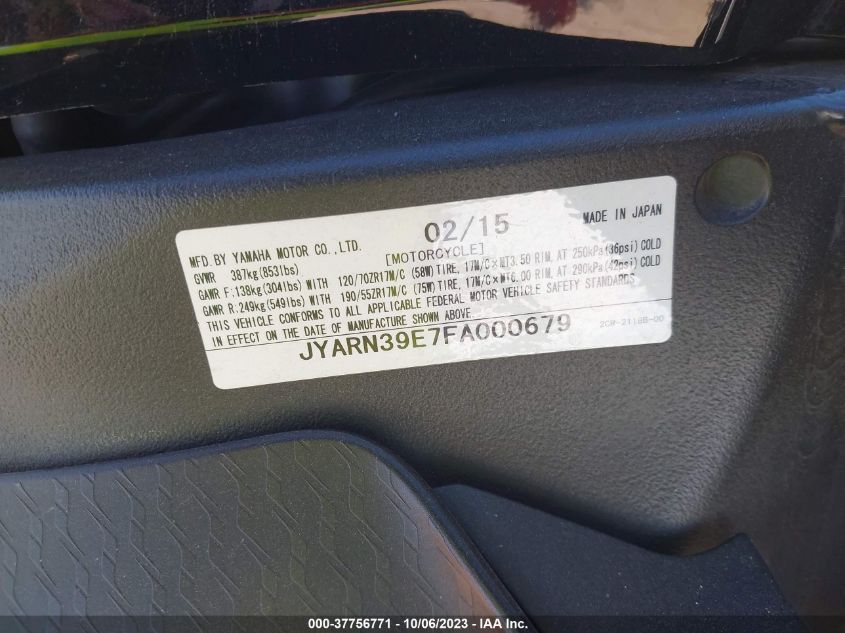 02/15 MADE IN JAPAN
MFD.BY YAMAHA MOTOR CO.,LTD. [MOTORCYCLE]
GVWR 387kg(853lbs)
GAWR F:138kg(304lbs) WITH 120/70ZR17M/C (58W)TIRE, 17M/C×MT3.50 RIM, AT 250kPa(36psi)COLD
GAWR R:249kg(549lbs) WITH 190/55ZR17M/C (75W)TIRE, 17M/C×MT6.00 RIM, AT 290kPa(42psi)COLD
THIS VEHICLE CONFORMS TO ALL APPLICABLE FEDERAL MOTOR VEHICLE SAFETY STANDARDS
IN EFFECT ON THE DATE OF MANUFACTURE SHOWN ABOVE
JYARN39E7FA000679
000-37756771 - 10/06/2023 - IAA Inc.